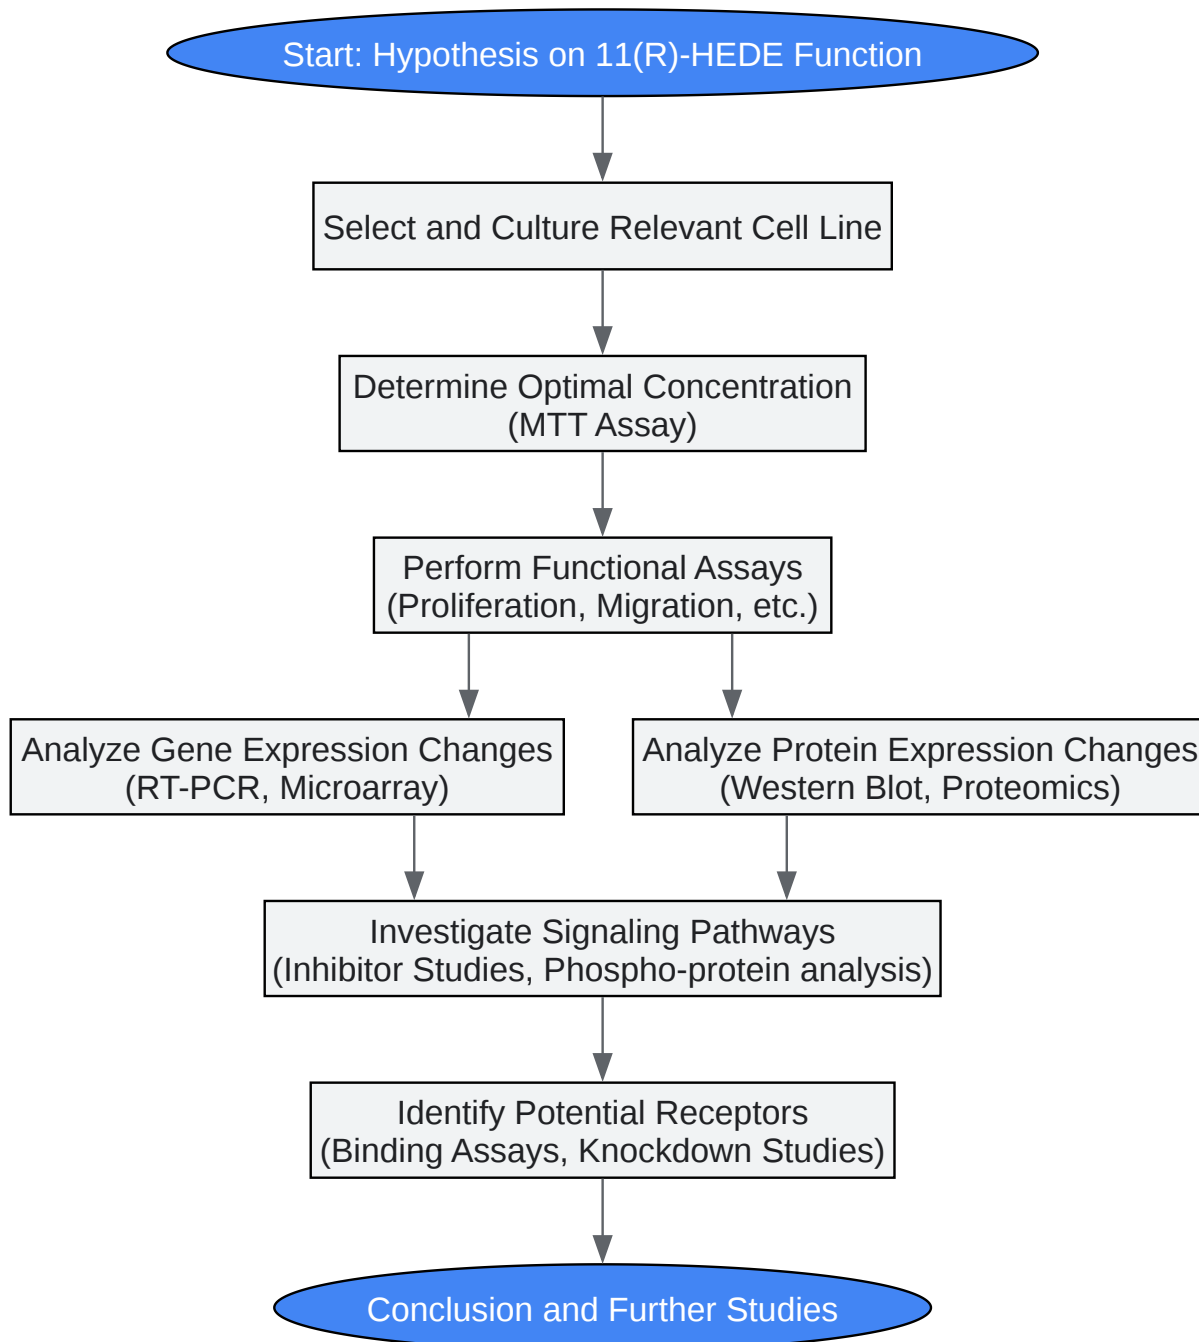 Start: Hypothesis on 11(R)-HEDE Function
Select and Culture Relevant Cell Line
Determine Optimal Concentration
(MTT Assay)
Perform Functional Assays
(Proliferation, Migration, etc.)
Analyze Gene Expression Changes
(RT-PCR, Microarray)
Analyze Protein Expression Changes
(Western Blot, Proteomics)
Investigate Signaling Pathways
(Inhibitor Studies, Phospho-protein analysis)
Identify Potential Receptors
(Binding Assays, Knockdown Studies)
Conclusion and Further Studies